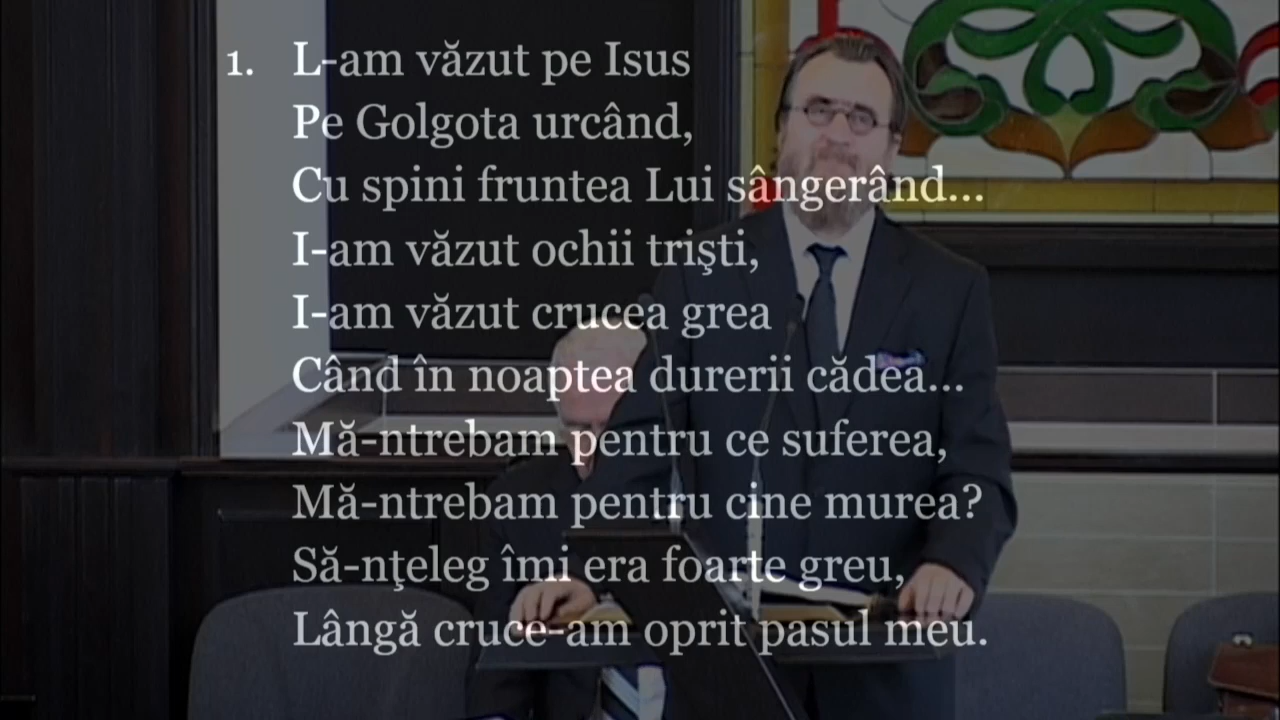 1. L-am văzut pe Isus
Pe Golgota urcând,
Cu spini fruntea Lui sângerând...
I-am văzut ochii trişti,
I-am văzut crucea grea
Când în noaptea durerii cădea...
Mă-ntrebam pentru ce suferea,
Mă-ntrebam pentru cine murea?
Să-nţeleg îmi era foarte greu,
Lângă cruce-am oprit pasul meu.